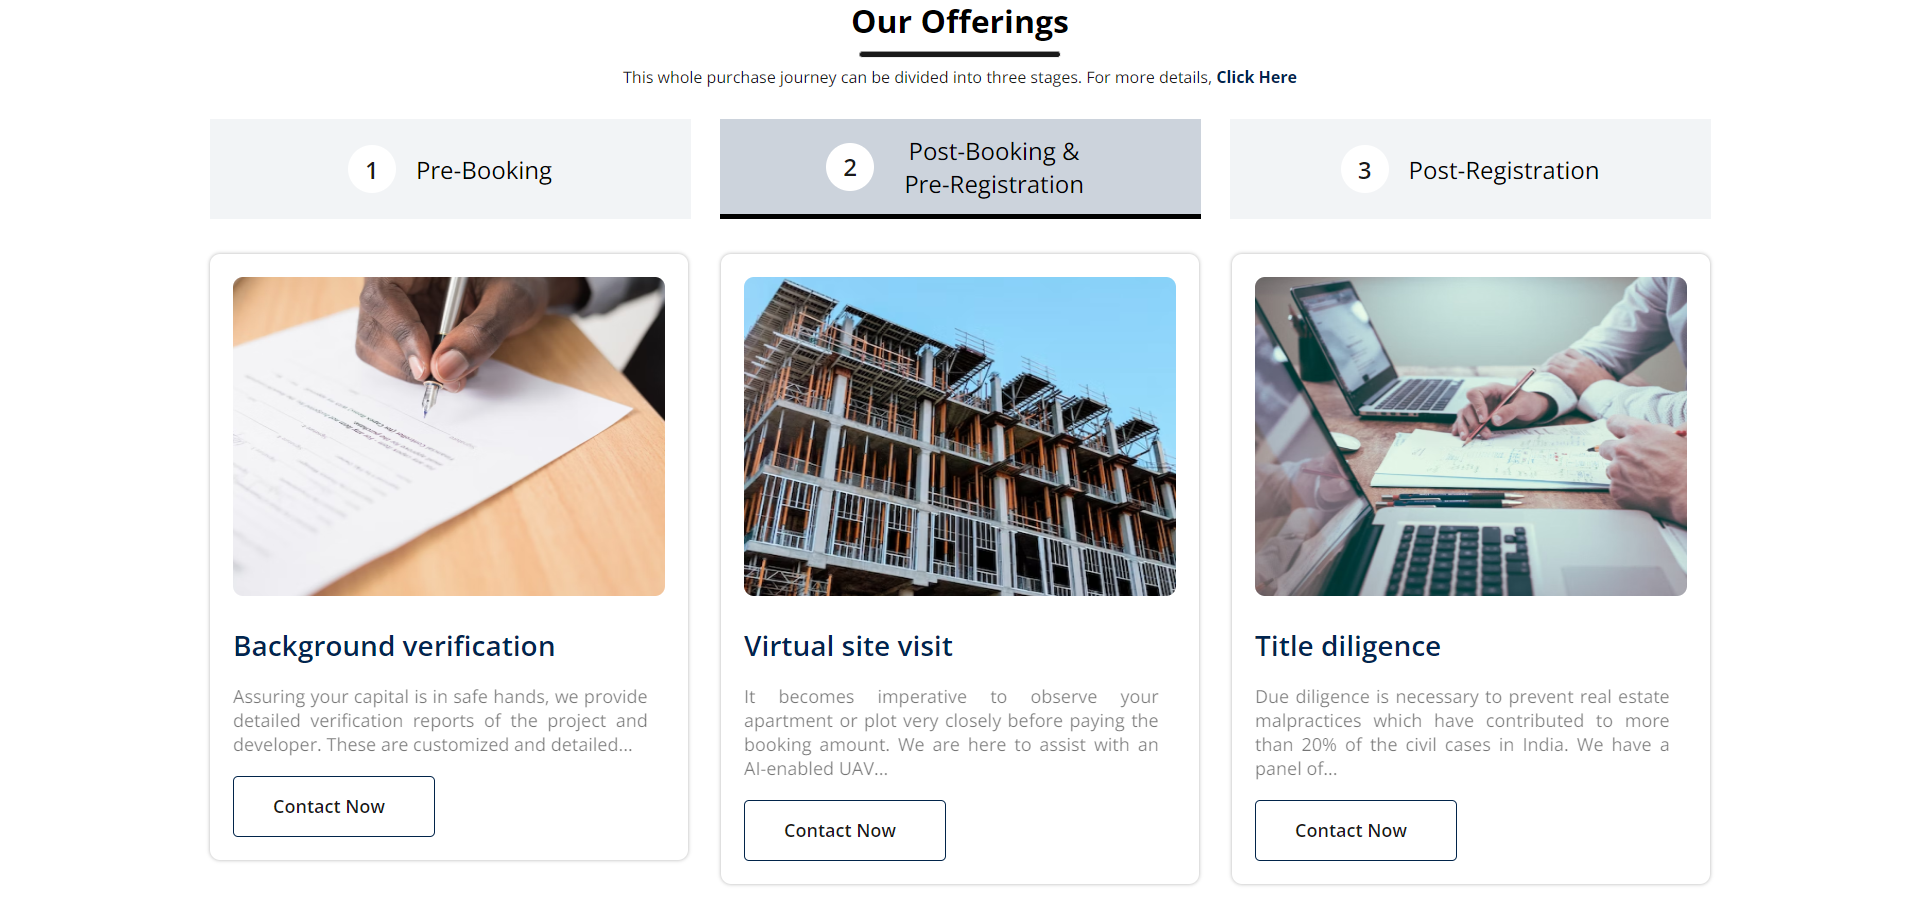 Our Offerings
This whole purchase journey can be divided into three stages. For more details, Click Here
1 Pre-Booking
2 Post-Booking &
Pre-Registration
3 Post-Registration
Background verification
Assuring your capital is in safe hands, we provide
detailed verification reports of the project and
developer. These are customized and detailed...
Contact Now
Virtual site visit
It becomes imperative to observe your
apartment or plot very closely before paying the
booking amount. We are here to assist with an
AI-enabled UAV...
Contact Now
Title diligence
Due diligence is necessary to prevent real estate
malpractices which have contributed to more
than 20% of the civil cases in India. We have a
panel of...
Contact Now